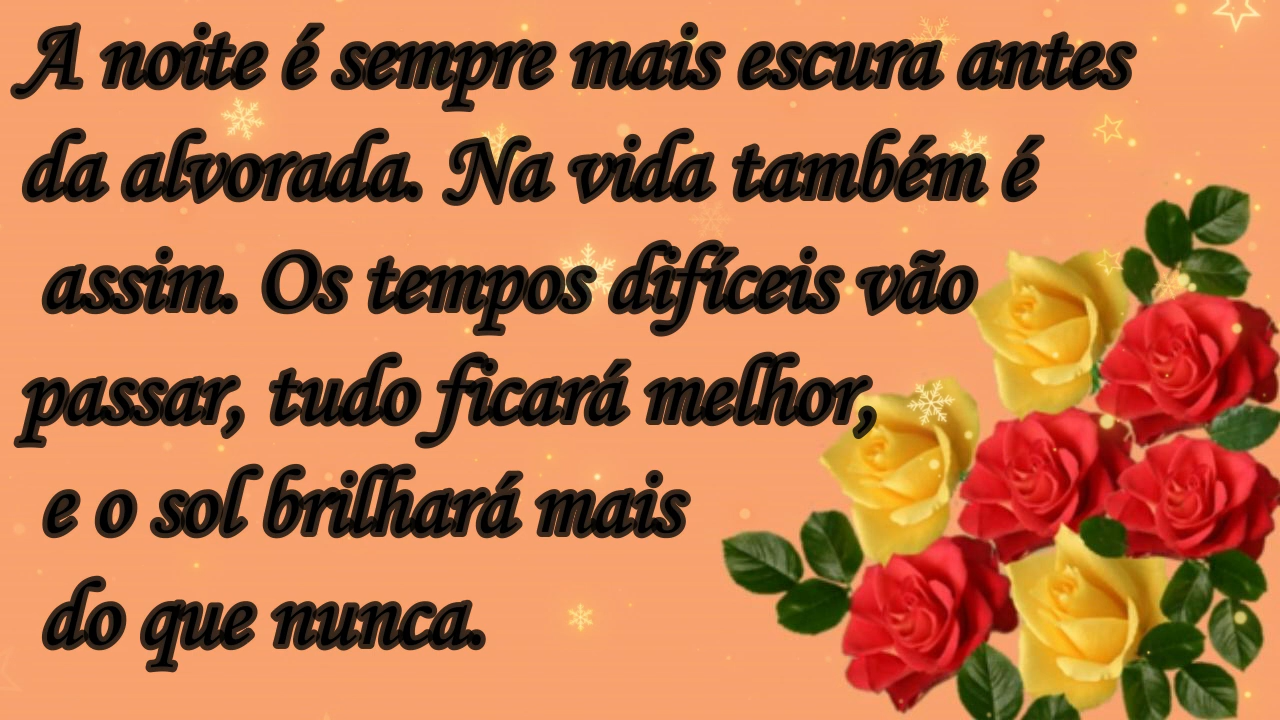 A noite é sempre mais escura antes
da alvorada. Na vida também é
assim. Os tempos difíceis vão
passar, tudo ficará melhor,
e o sol brilhará mais
do que nunca.